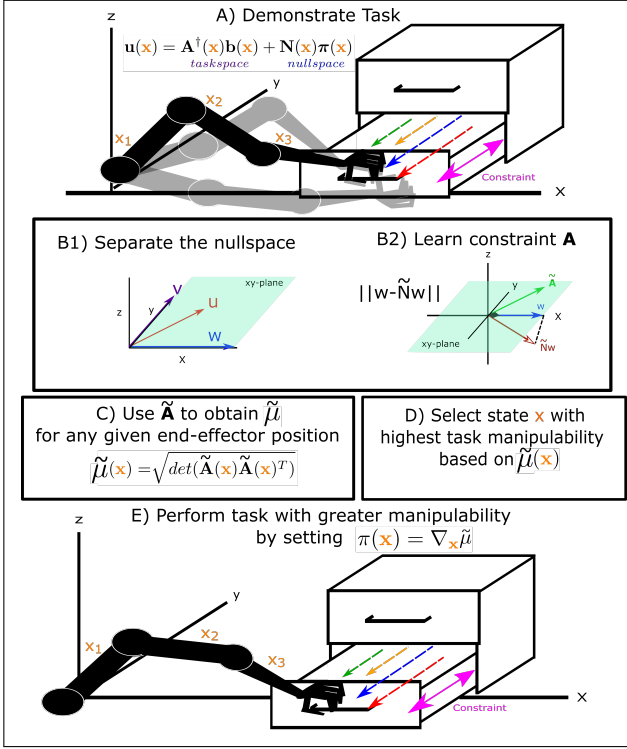 A) Demonstrate Task
z
u(x) = A†(x)b(x) + N(x)π(x)
taskspace nullspace
y
x₂
x₁
x₃
Constraint
x
B1) Separate the nullspace
B2) Learn constraint A
xy-plane
v
y
u
z
w
x
||w-Ñw||
z
Ã
y
w
x
xy-plane
Ñw
C) Use Ã to obtain μ̃
for any given end-effector position
μ̃(x) = √det(Ã(x)Ã(x)ᵀ)
D) Select state x with
highest task manipulability
based on μ̃(x)
E) Perform task with greater manipulability
by setting π(x) = ∇ₓμ̃
z
y
x₁
x₂
x₃
Constraint
x